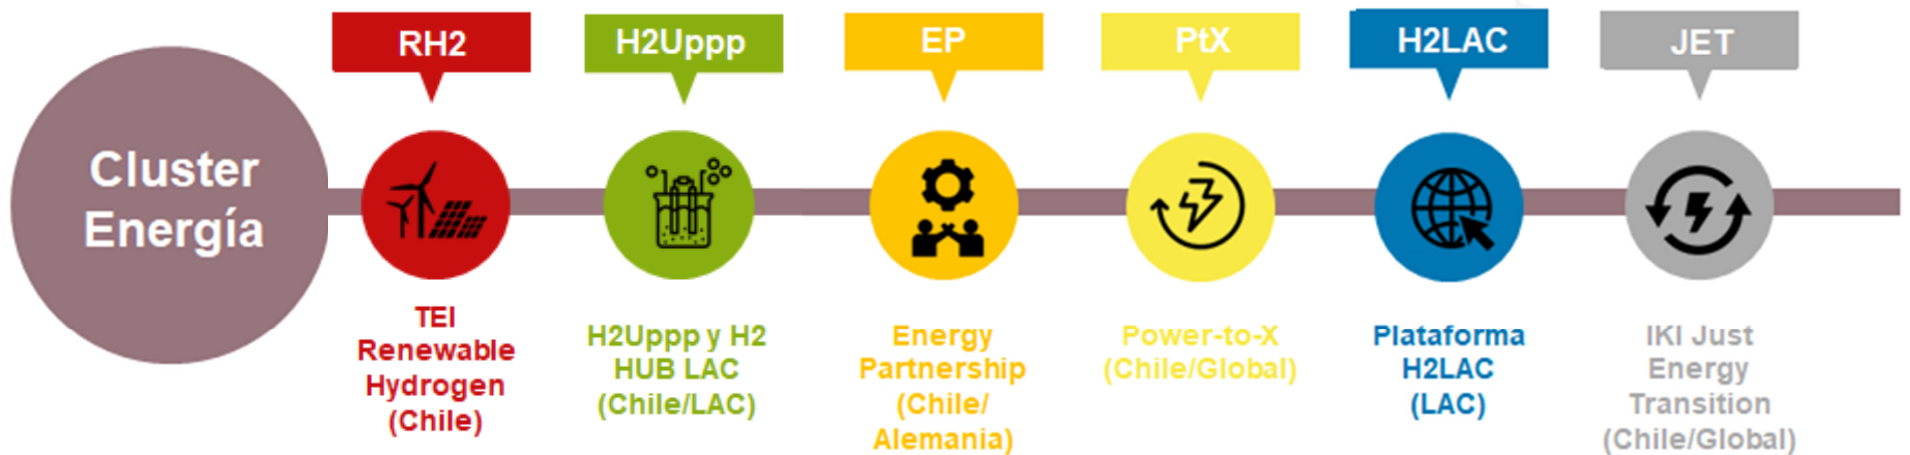 Cluster
Energía
RH2
H2Uppp
EP
PtX
H2LAC
JET
TEI
Renewable
Hydrogen
(Chile)
H2Uppp y H2
HUB LAC
(Chile/LAC)
Energy
Partnership
(Chile/
Alemania)
Power-to-X
(Chile/Global)
Plataforma
H2LAC
(LAC)
IKI Just
Energy
Transition
(Chile/Global)